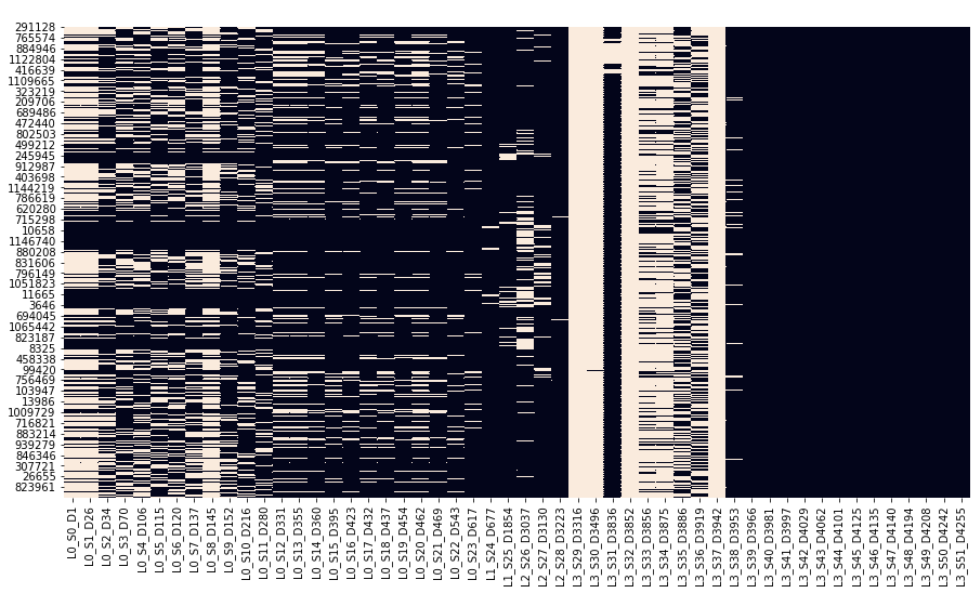 291128
765574
884946
1122804
416639
1109665
323219
209706
689486
472440
802503
499212
245945
912987
403698
1144219
786619
620280
715298
10658
1146740
880208
831606
796149
1051823
11665
3646
694045
1065442
823187
8325
458338
99420
756469
103947
13986
1009729
716821
883214
939279
846346
307721
26655
823961
L0_S0_D1
L0_S1_D26
L0_S2_D34
L0_S3_D70
L0_S4_D106
L0_S5_D115
L0_S6_D120
L0_S7_D137
L0_S8_D145
L0_S9_D152
L0_S10_D216
L0_S11_D280
L0_S12_D331
L0_S13_D355
L0_S14_D360
L0_S15_D395
L0_S16_D423
L0_S17_D432
L0_S18_D437
L0_S19_D454
L0_S20_D462
L0_S21_D469
L0_S22_D543
L0_S23_D617
L1_S24_D677
L1_S25_D1854
L2_S26_D3037
L2_S27_D3130
L2_S28_D3223
L3_S29_D3316
L3_S30_D3496
L3_S31_D3836
L3_S32_D3852
L3_S33_D3856
L3_S34_D3875
L3_S35_D3886
L3_S36_D3919
L3_S37_D3942
L3_S38_D3953
L3_S39_D3966
L3_S40_D3981
L3_S41_D3997
L3_S42_D4029
L3_S43_D4062
L3_S44_D4101
L3_S45_D4125
L3_S46_D4135
L3_S47_D4140
L3_S48_D4194
L3_S49_D4208
L3_S50_D4242
L3_S51_D4255